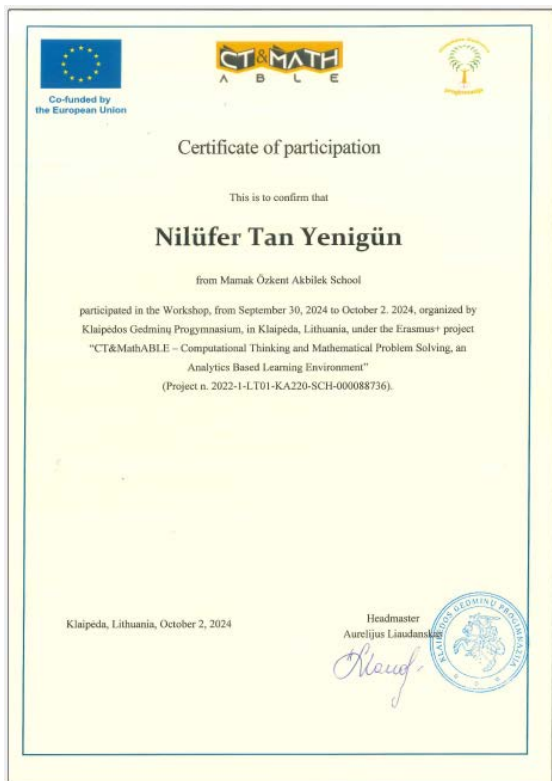 Co-funded by
the European Union
CT&MATH
ABLE
progimnazija
Certificate of participation
This is to confirm that
Nilüfer Tan Yenigün
from Mamak Özkent Akbilek School
participated in the Workshop, from September 30, 2024 to October 2. 2024, organized by
Klaipėdos Gedminų Progymnasium, in Klaipėda, Lithuania, under the Erasmus+ project
“CT&MathABLE – Computational Thinking and Mathematical Problem Solving, an
Analytics Based Learning Environment”
(Project n. 2022-1-LT01-KA220-SCH-000088736).
Klaipėda, Lithuania, October 2, 2024
Headmaster
Aurelijus Liaudanskas
KLAIPĖDOS GEDMINŲ PROGIMNAZIJA